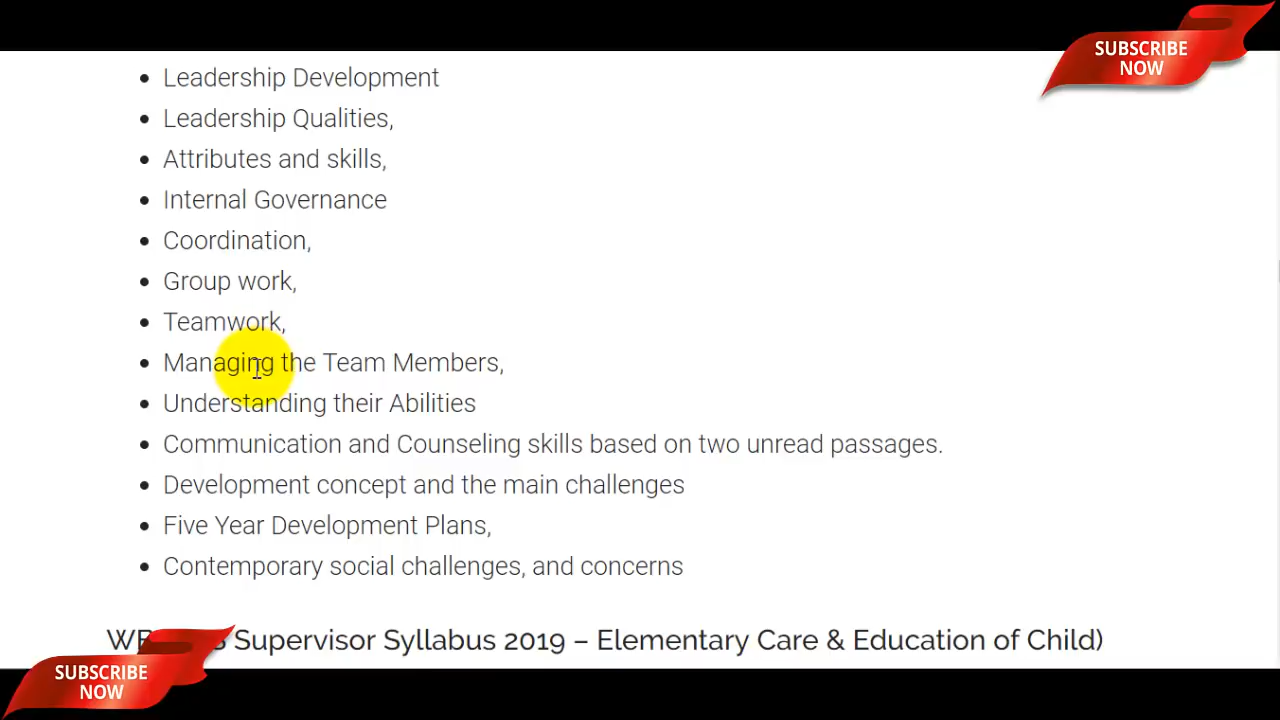 SUBSCRIBE
NOW
• Leadership Development
• Leadership Qualities,
• Attributes and skills,
• Internal Governance
• Coordination,
• Group work,
• Teamwork,
• Managing the Team Members,
• Understanding their Abilities
• Communication and Counseling skills based on two unread passages.
• Development concept and the main challenges
• Five Year Development Plans,
• Contemporary social challenges, and concerns
Supervisor Syllabus 2019 – Elementary Care & Education of Child)
SUBSCRIBE
NOW